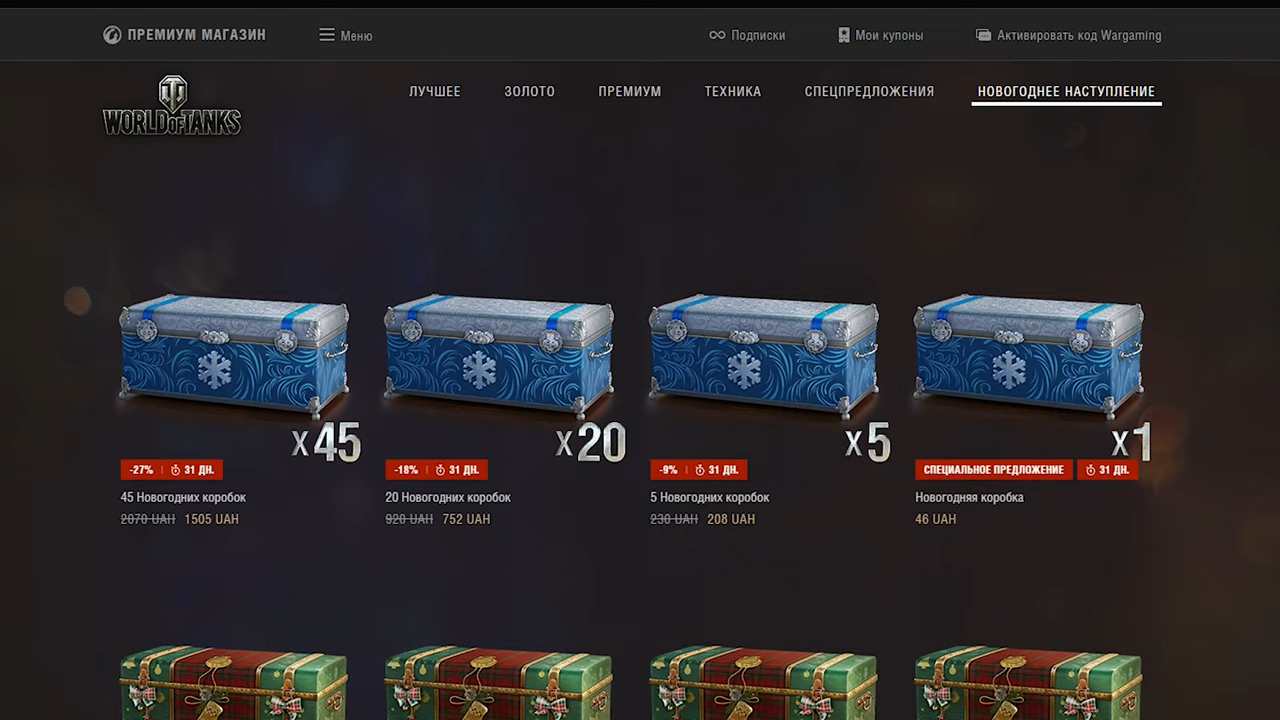 ПРЕМИУМ МАГАЗИН
Меню
Подписки
Мои купоны
Активировать код Wargaming
WORLD OF TANKS
ЛУЧШЕЕ
ЗОЛОТО
ПРЕМИУМ
ТЕХНИКА
СПЕЦПРЕДЛОЖЕНИЯ
НОВОГОДНЕЕ НАСТУПЛЕНИЕ
x45
-27% | 31 ДН.
45 Новогодних коробок
2070 UAH 1505 UAH
x20
-18% | 31 ДН.
20 Новогодних коробок
920 UAH 752 UAH
x5
-9% | 31 ДН.
5 Новогодних коробок
230 UAH 208 UAH
x1
СПЕЦИАЛЬНОЕ ПРЕДЛОЖЕНИЕ 31 ДН.
Новогодняя коробка
46 UAH